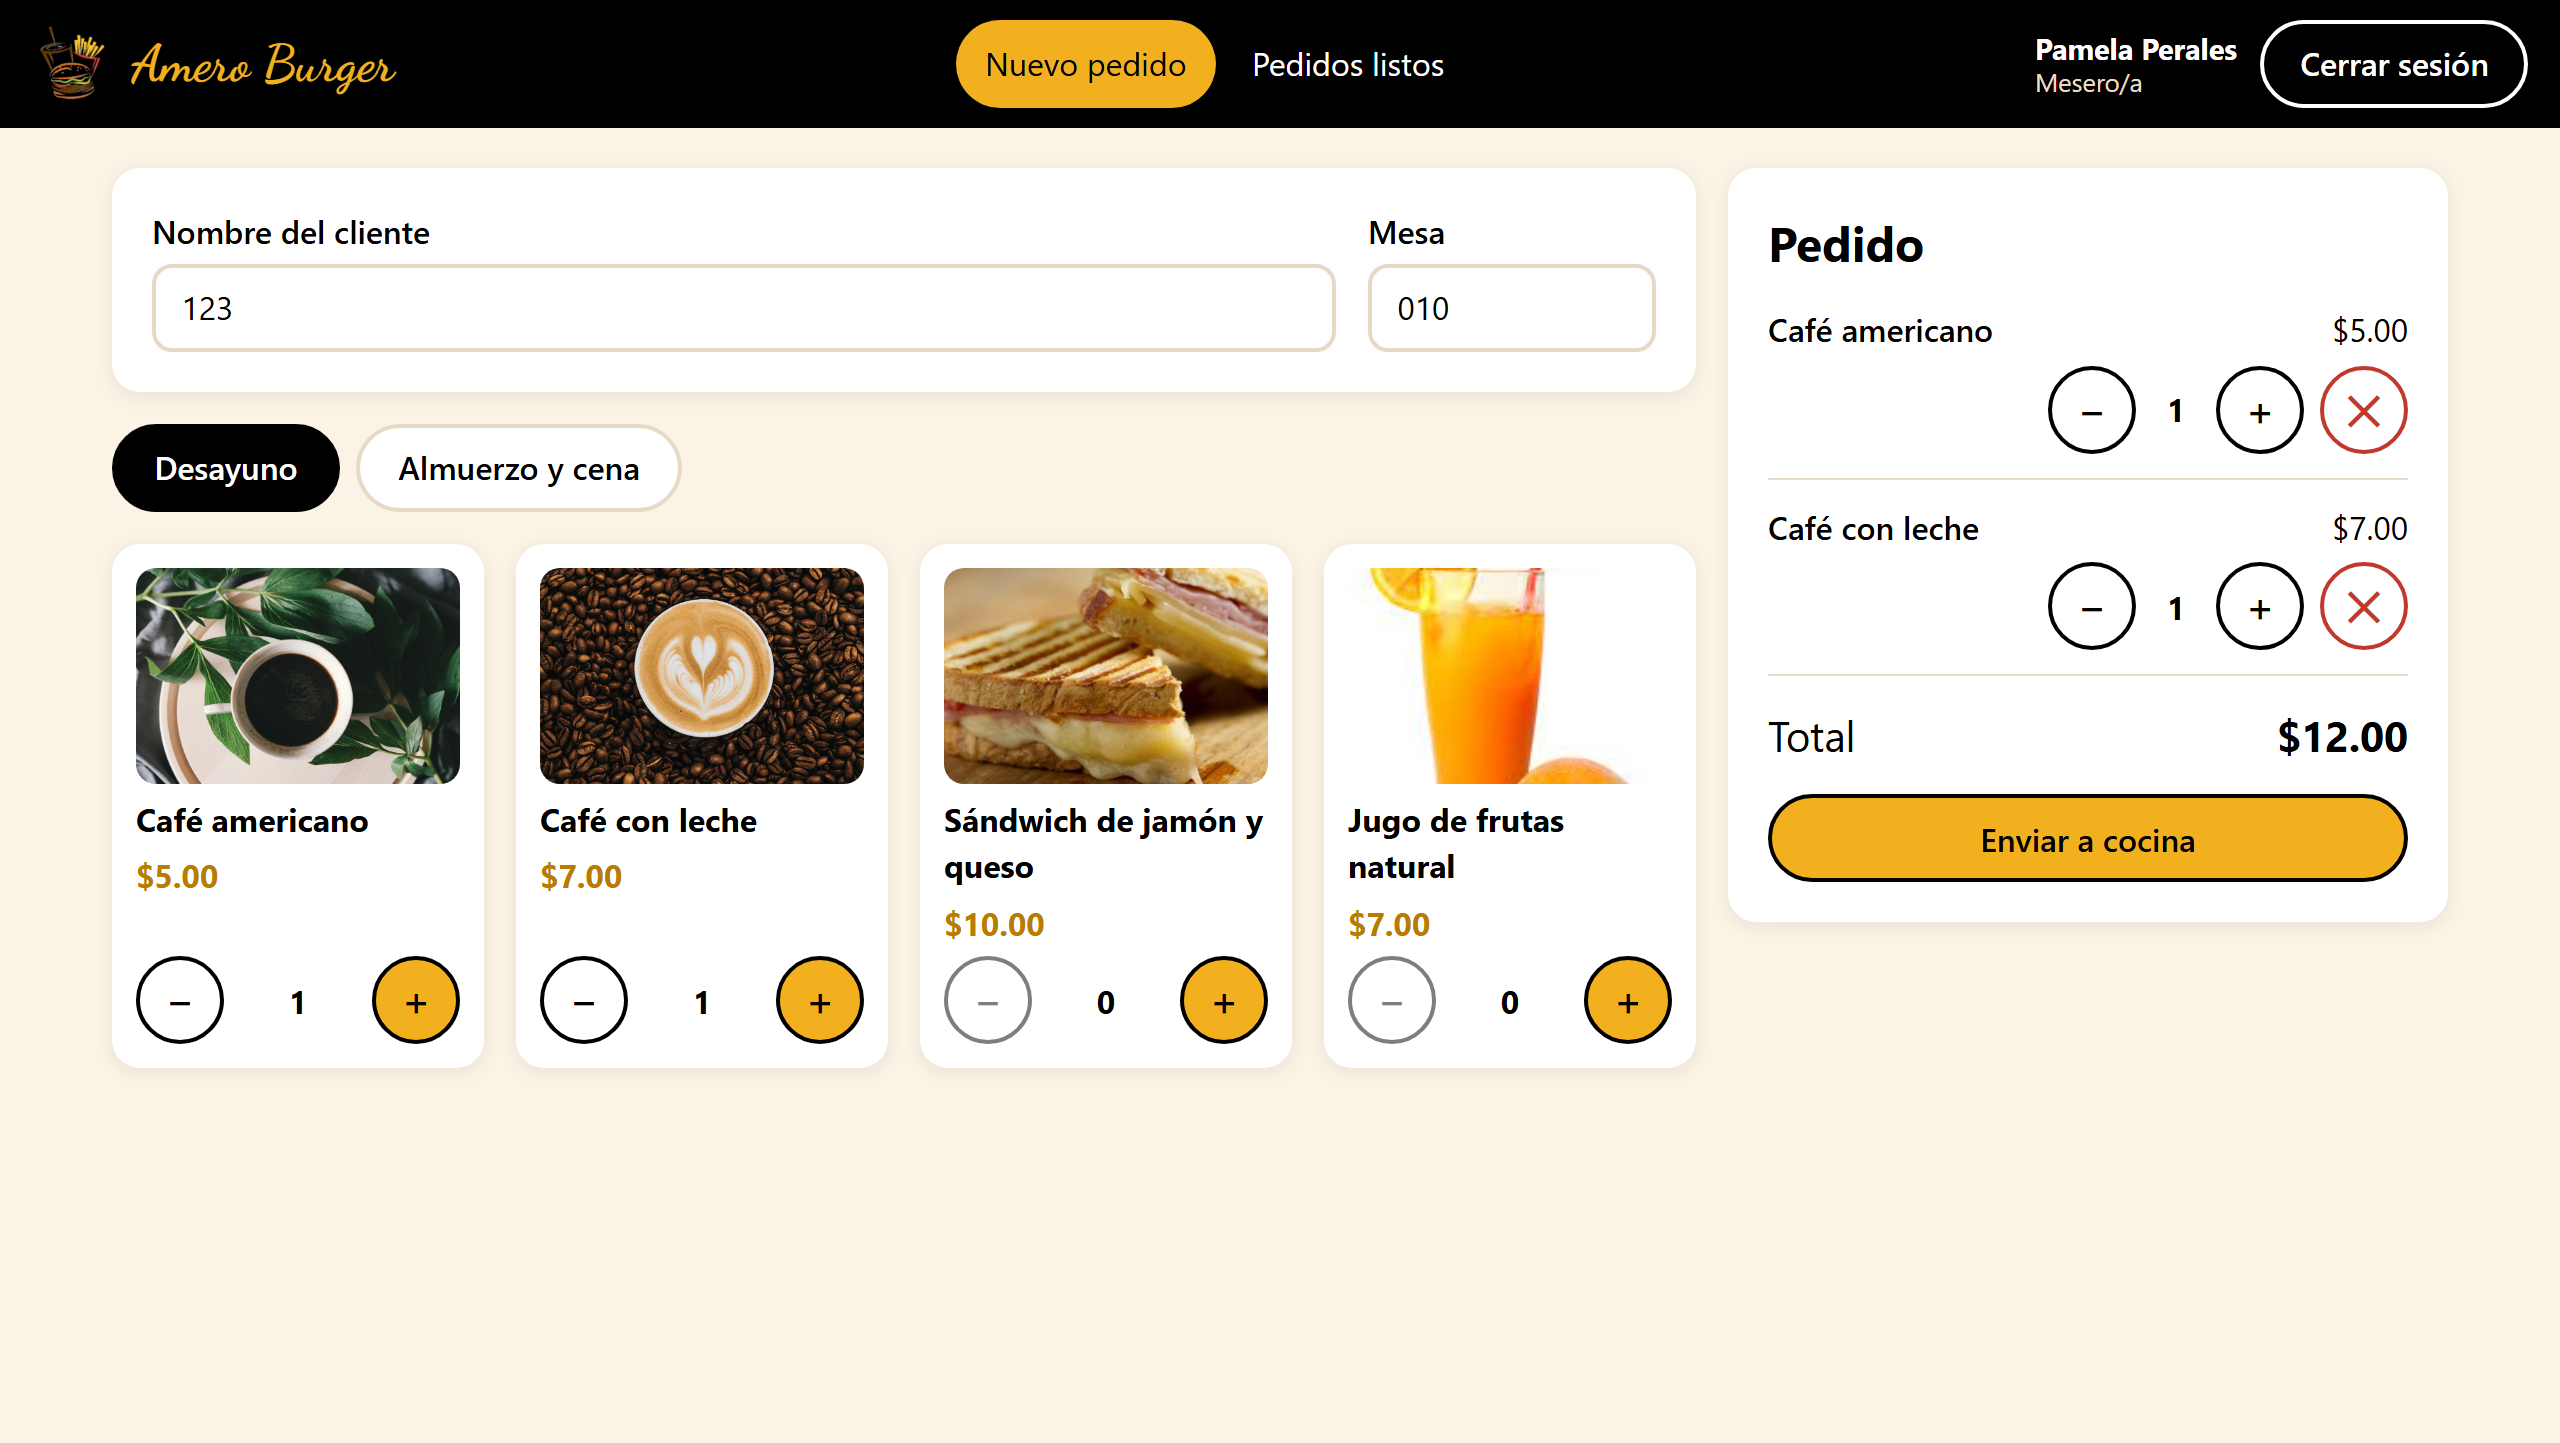 Amero Burger
Nuevo pedido
Pedidos listos
Pamela Perales
Mesero/a
Cerrar sesión
Nombre del cliente
123
Mesa
010
Desayuno
Almuerzo y cena
Café americano
$5.00
− 1 +
Café con leche
$7.00
− 1 +
Sándwich de jamón y
queso
$10.00
− 0 +
Jugo de frutas
natural
$7.00
− 0 +
Pedido
Café americano $5.00
− 1 + ×
Café con leche $7.00
− 1 + ×
Total $12.00
Enviar a cocina